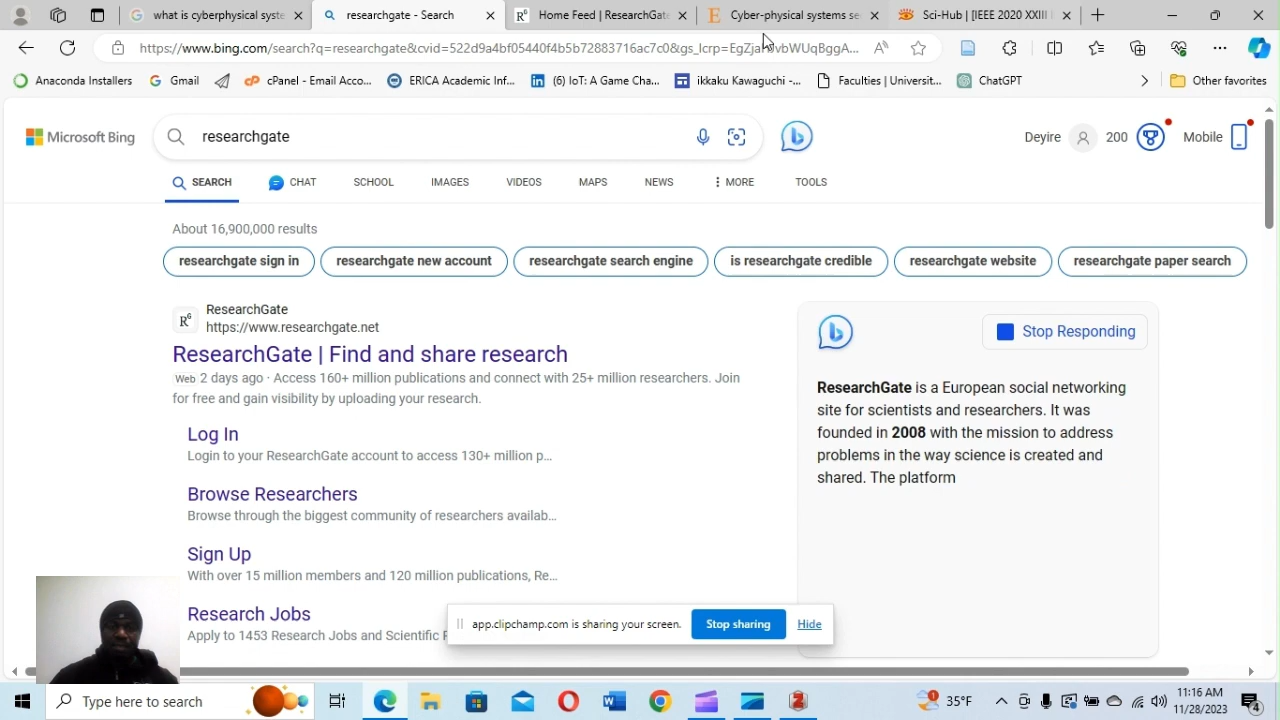 what is cyber-physical systems
researchgate - Search
Home Feed | ResearchGate
Cyber-physical systems se
Sci-Hub | [IEEE 2020 XXIII I
https://www.bing.com/search?q=researchgate&cvid=522d9a4bf05440f4b5b72883716ac7c0&gs_lcrp=EgZja
Anaconda Installers
Gmail
cPanel - Email Acco...
ERICA Academic Inf...
(6) IoT: A Game Cha...
ikkaku Kawaguchi -...
Faculties | Universit...
ChatGPT
Other favorites
Microsoft Bing
researchgate
Deyire
200
Mobile
SEARCH
CHAT
SCHOOL
IMAGES
VIDEOS
MAPS
NEWS
MORE
TOOLS
About 16,900,000 results
researchgate sign in
researchgate new account
researchgate search engine
is researchgate credible
researchgate website
researchgate paper search
ResearchGate
https://www.researchgate.net
ResearchGate | Find and share research
Web 2 days ago · Access 160+ million publications and connect with 25+ million researchers. Join
for free and gain visibility by uploading your research.
Log In
Login to your ResearchGate account to access 130+ million p...
Browse Researchers
Browse through the biggest community of researchers availab...
Sign Up
With over 15 million members and 120 million publications, Re...
Research Jobs
Apply to 1453 Research Jobs and Scientific
Stop Responding
ResearchGate is a European social networking
site for scientists and researchers. It was
founded in 2008 with the mission to address
problems in the way science is created and
shared. The platform
app.clipchamp.com is sharing your screen.
Stop sharing
Hide
Type here to search
35°F
11:16 AM
11/28/2023
4